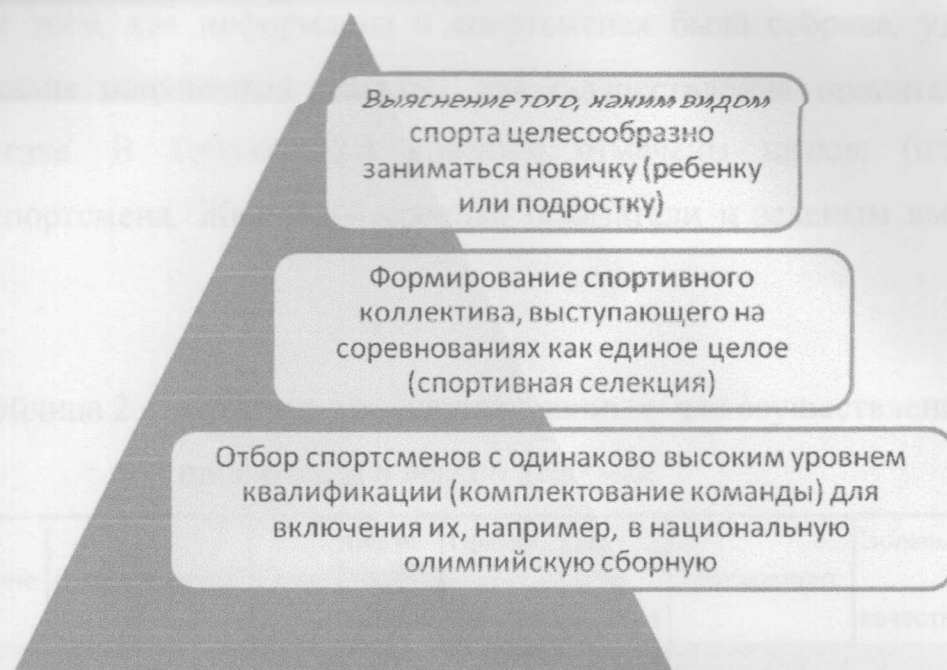 Выяснение того, каким видом
спорта целесообразно
заниматься новичку (ребенку
или подростку)
Формирование спортивного
коллектива, выступающего на
соревнованиях как единое целое
(спортивная селекция)
Отбор спортсменов с одинаково высоким уровнем
квалификации (комплектование команды) для
включения их, например, в национальную
олимпийскую сборную